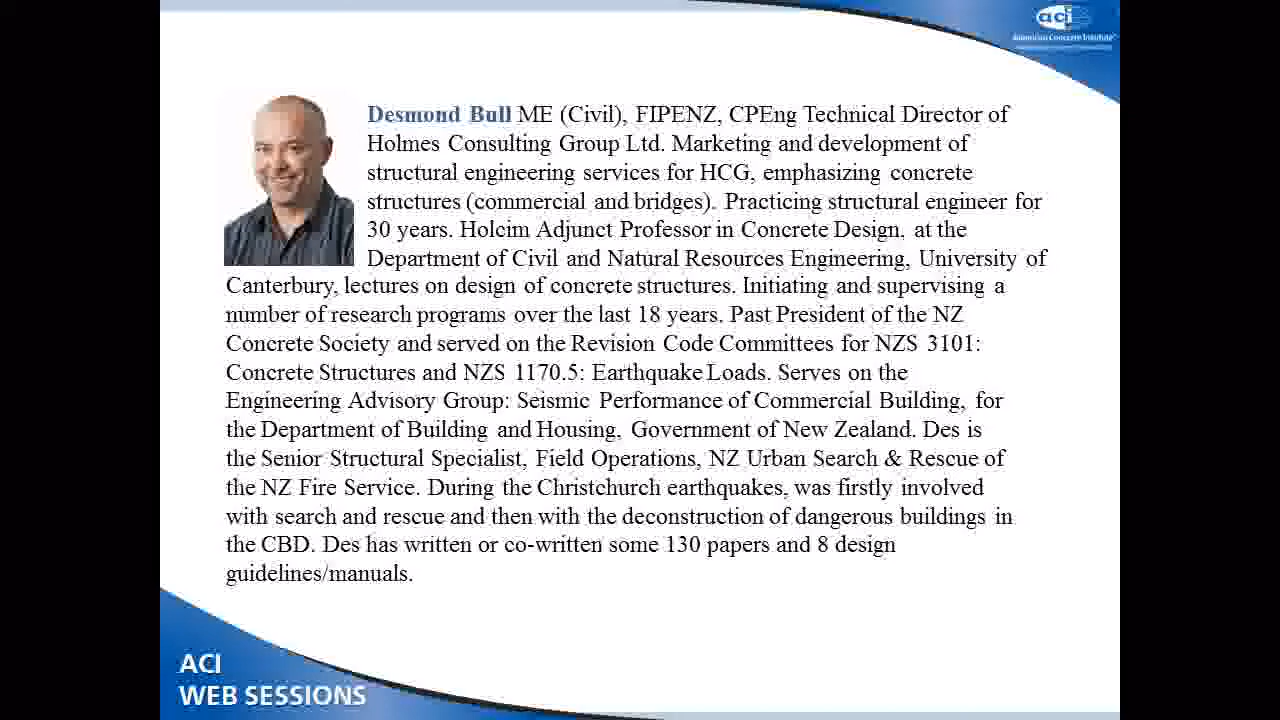 aci
American Concrete Institute
Desmond Bull ME (Civil), FIPENZ, CPEng Technical Director of
Holmes Consulting Group Ltd. Marketing and development of
structural engineering services for HCG, emphasizing concrete
structures (commercial and bridges). Practicing structural engineer for
30 years. Holcim Adjunct Professor in Concrete Design, at the
Department of Civil and Natural Resources Engineering, University of
Canterbury, lectures on design of concrete structures. Initiating and supervising a
number of research programs over the last 18 years. Past President of the NZ
Concrete Society and served on the Revision Code Committees for NZS 3101:
Concrete Structures and NZS 1170.5: Earthquake Loads. Serves on the
Engineering Advisory Group: Seismic Performance of Commercial Building, for
the Department of Building and Housing, Government of New Zealand. Des is
the Senior Structural Specialist, Field Operations, NZ Urban Search & Rescue of
the NZ Fire Service. During the Christchurch earthquakes, was firstly involved
with search and rescue and then with the deconstruction of dangerous buildings in
the CBD. Des has written or co-written some 130 papers and 8 design
guidelines/manuals.
ACI
WEB SESSIONS